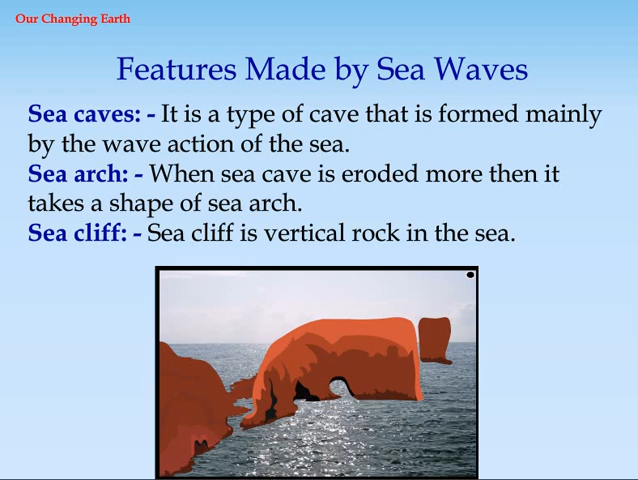 Our Changing Earth
Features Made by Sea Waves
Sea caves: - It is a type of cave that is formed mainly
by the wave action of the sea.
Sea arch: - When sea cave is eroded more then it
takes a shape of sea arch.
Sea cliff: - Sea cliff is vertical rock in the sea.